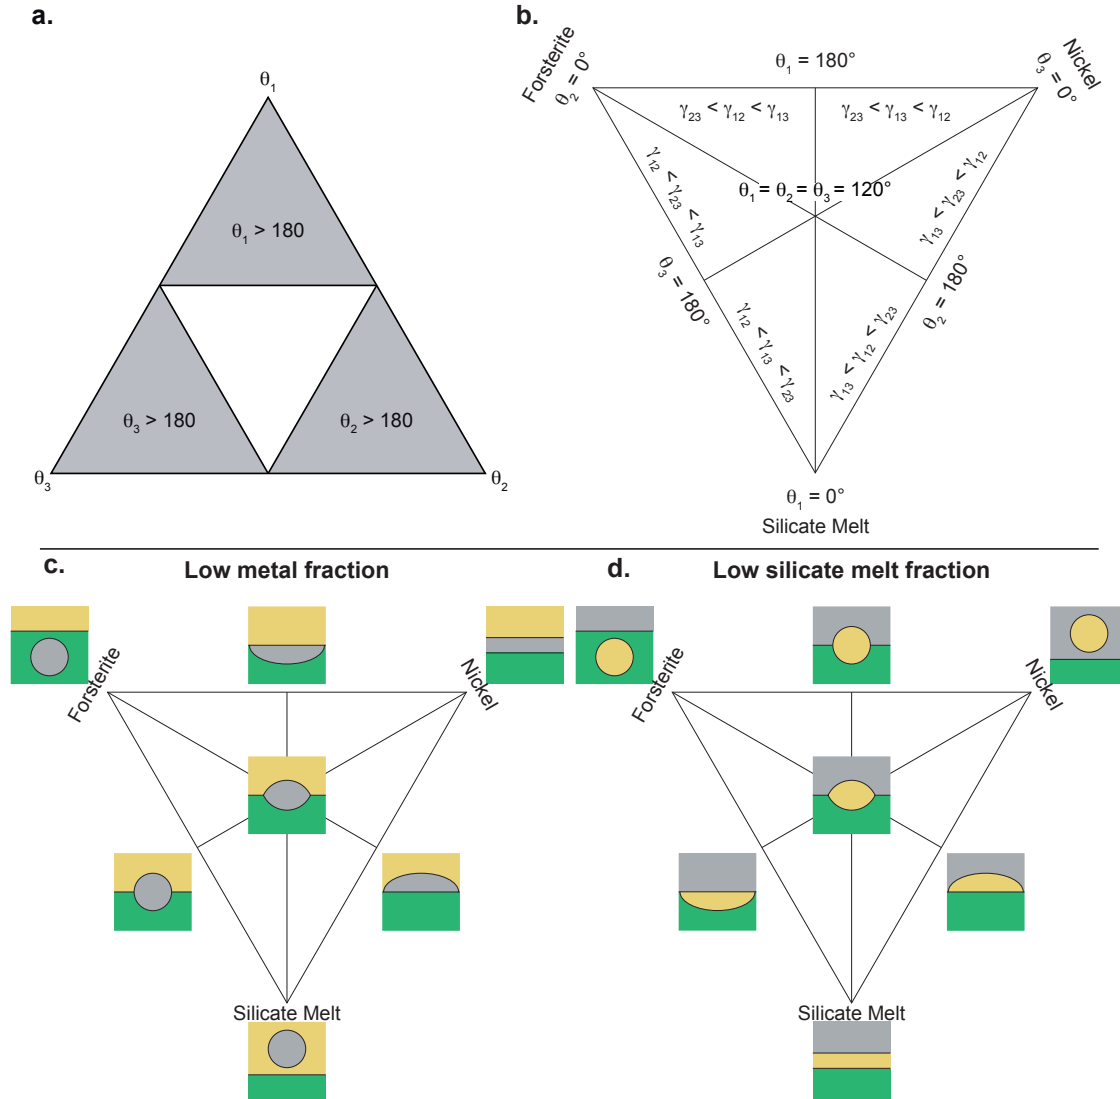 a.
θ1
θ1 > 180
θ3 > 180
θ2 > 180
θ3
θ2
b.
Forsterite
θ2 = 0°
θ1 = 180°
Nickel
θ3 = 0°
γ23 < γ12 < γ13
γ23 < γ13 < γ12
γ12 < γ23 < γ13
θ1 = θ2 = θ3 = 120°
γ13 < γ23 < γ12
θ3 = 180°
θ2 = 180°
γ12 < γ13 < γ23
γ13 < γ12 < γ23
θ1 = 0°
Silicate Melt
c.
Low metal fraction
Forsterite
Nickel
Silicate Melt
d.
Low silicate melt fraction
Forsterite
Nickel
Silicate Melt